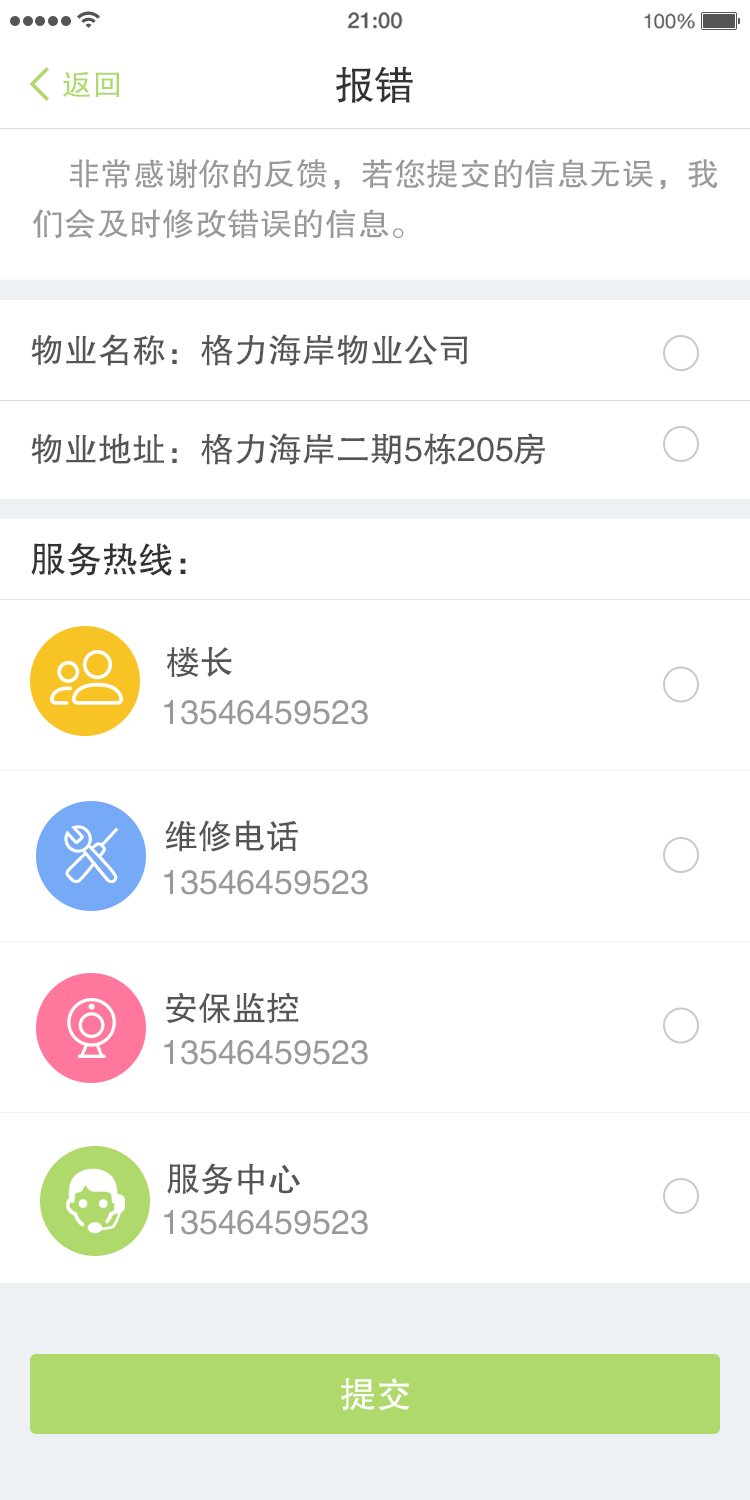 21:00 100%
返回 报错
非常感谢你的反馈，若您提交的信息无误，我
们会及时修改错误的信息。
物业名称：格力海岸物业公司
物业地址：格力海岸二期5栋205房
服务热线：
楼长
13546459523
维修电话
13546459523
安保监控
13546459523
服务中心
13546459523
提交